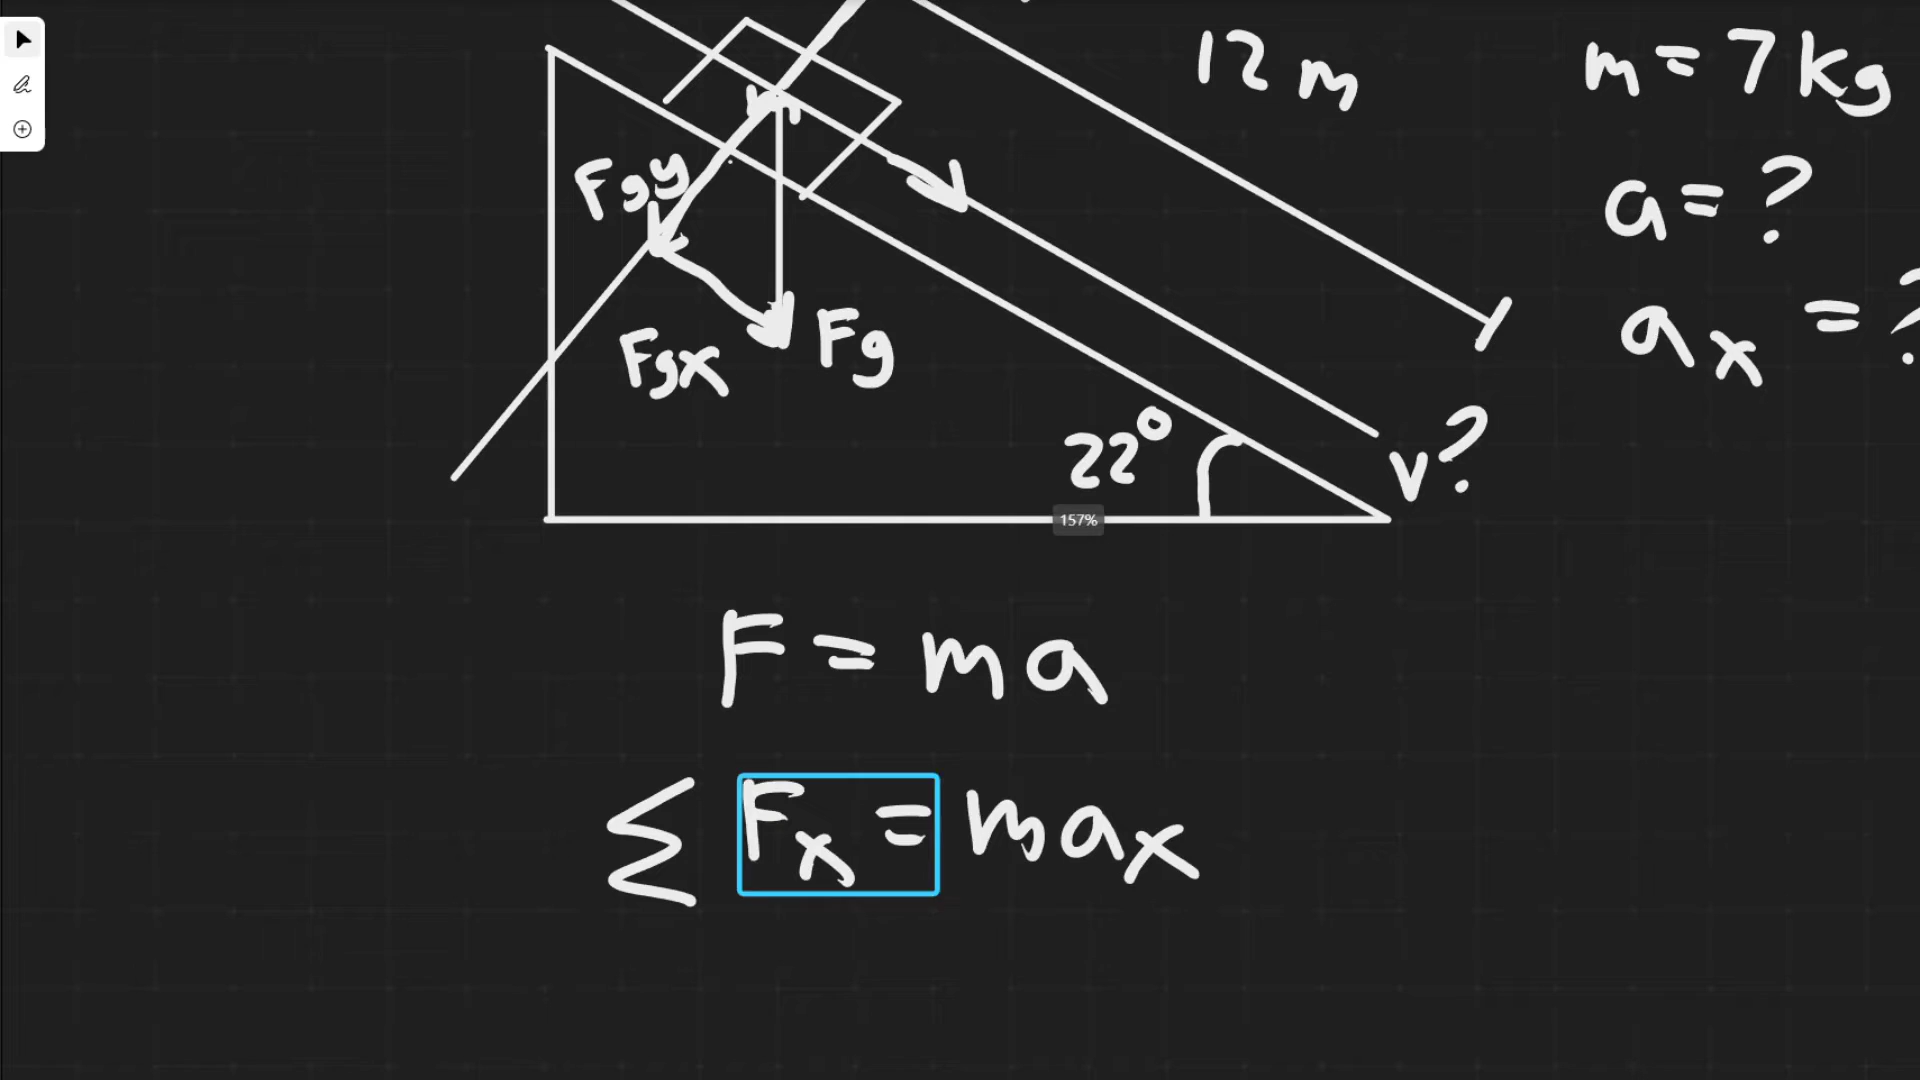 12 m
m = 7 kg
a = ?
Fgy
Fgx
Fg
ax = ?
22°
v?
157%
F = ma
Σ Fx = max